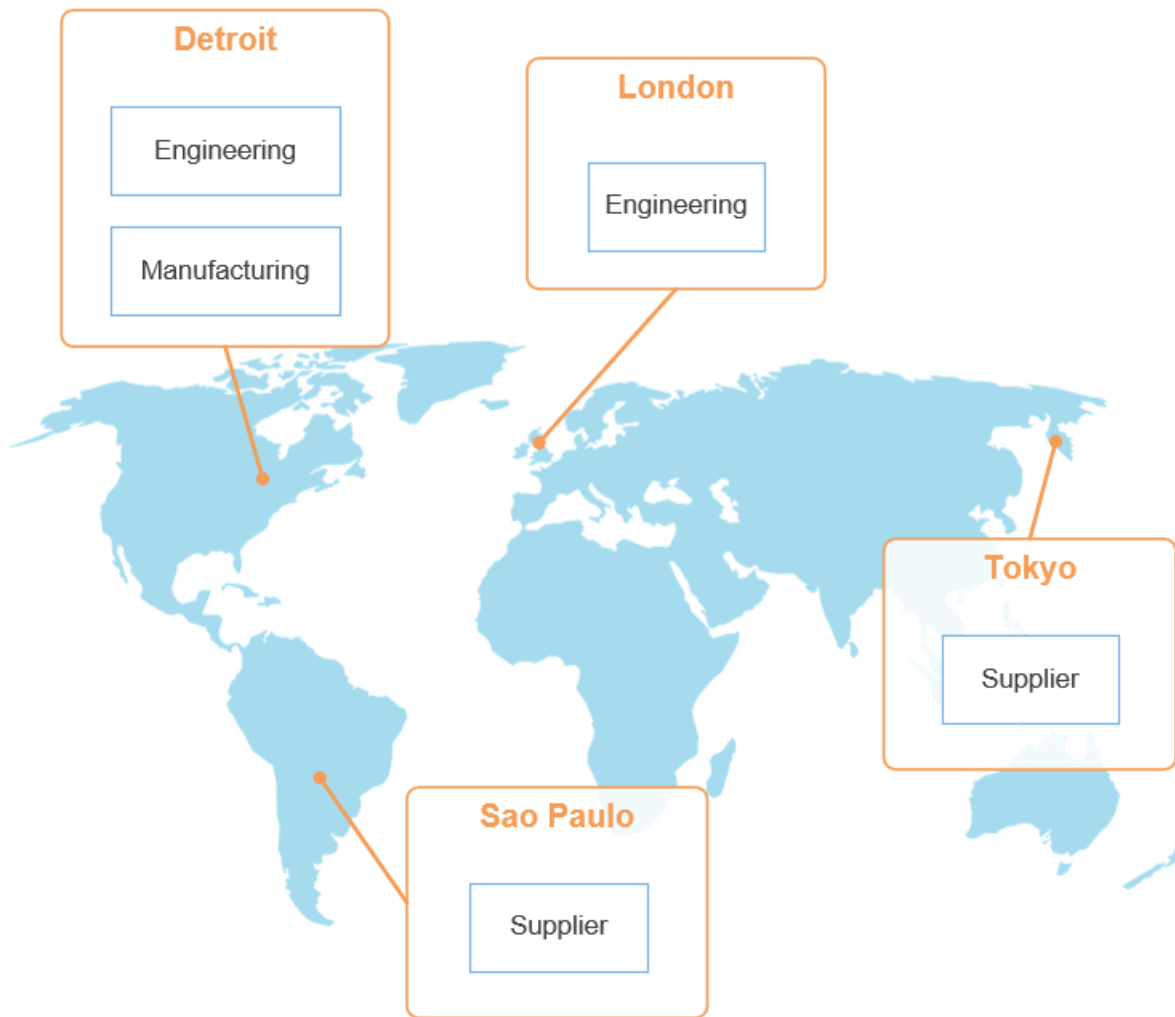 Detroit
Engineering
Manufacturing
London
Engineering
Tokyo
Supplier
Sao Paulo
Supplier